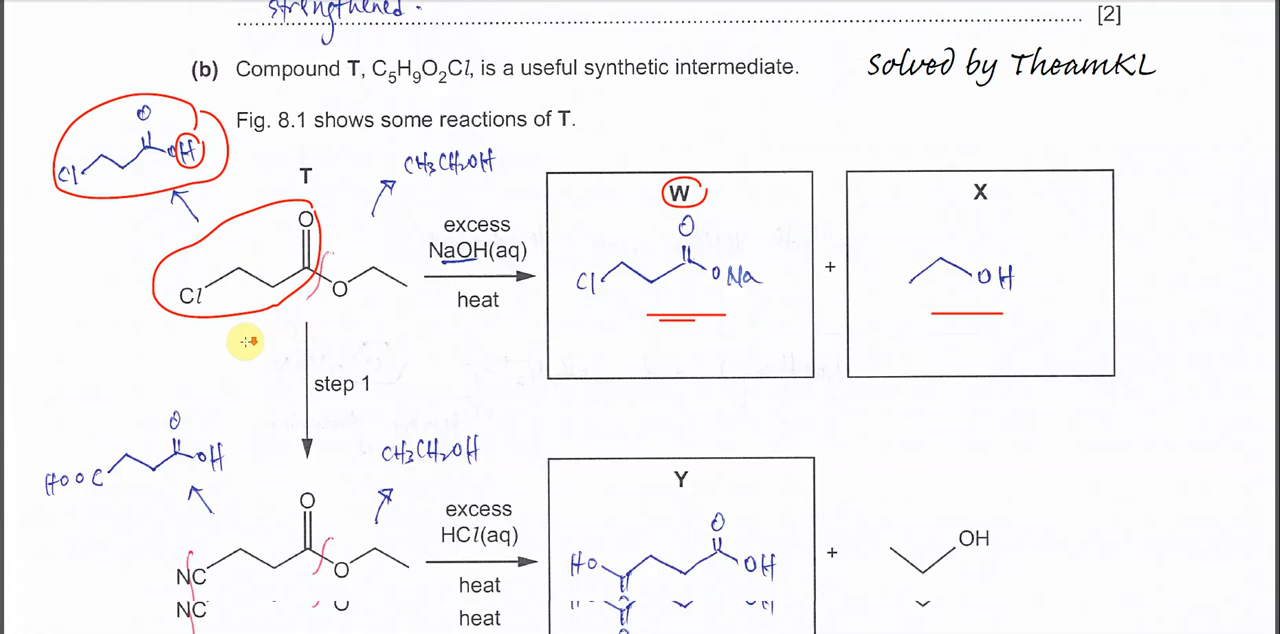 strengthened.
[2]
(b) Compound T, C₅H₉O₂Cl, is a useful synthetic intermediate.
Solved by TheamKL
Fig. 8.1 shows some reactions of T.
O
Cl OH
CH3CH2OH
T
W
X
O
O
excess
NaOH(aq)
Cl O
heat
Cl ONa
+
OH
step 1
O
HOOC OH
CH3CH2OH
O
excess
HCl(aq)
NC O
heat
Y
O
HO OH
+
OH
NC O
heat